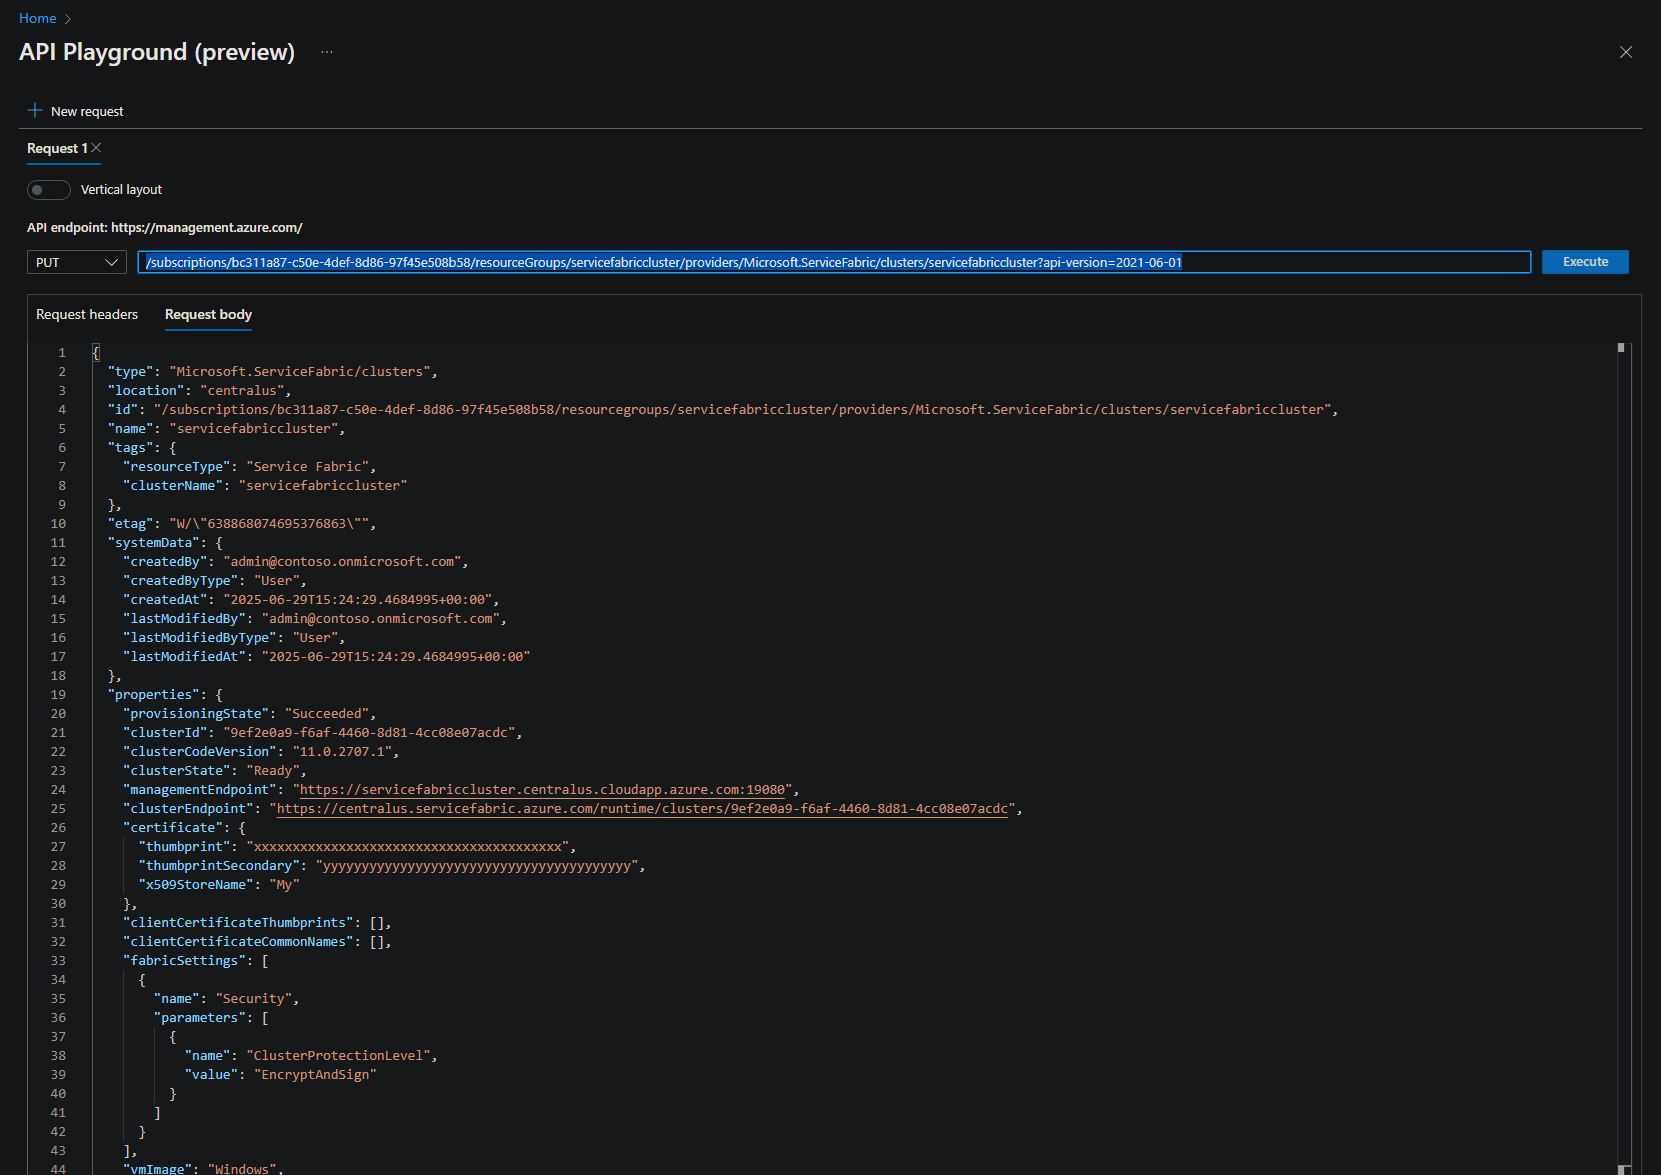 Home >
API Playground (preview) ...
New request
Request 1
Vertical layout
API endpoint: https://management.azure.com/
PUT /subscriptions/bc311a87-c50e-4def-8d86-97f45e508b58/resourceGroups/servicefabriccluster/providers/Microsoft.ServiceFabric/clusters/servicefabriccluster?api-version=2021-06-01 Execute
Request headers Request body
1 {
2 "type": "Microsoft.ServiceFabric/clusters",
3 "location": "centralus",
4 "id": "/subscriptions/bc311a87-c50e-4def-8d86-97f45e508b58/resourcegroups/servicefabriccluster/providers/Microsoft.ServiceFabric/clusters/servicefabriccluster",
5 "name": "servicefabriccluster",
6 "tags": {
7 "resourceType": "Service Fabric",
8 "clusterName": "servicefabriccluster"
9 },
10 "etag": "W/\"638868074695376863\"",
11 "systemData": {
12 "createdBy": "admin@contoso.onmicrosoft.com",
13 "createdByType": "User",
14 "createdAt": "2025-06-29T15:24:29.4684995+00:00",
15 "lastModifiedBy": "admin@contoso.onmicrosoft.com",
16 "lastModifiedByType": "User",
17 "lastModifiedAt": "2025-06-29T15:24:29.4684995+00:00"
18 },
19 "properties": {
20 "provisioningState": "Succeeded",
21 "clusterId": "9ef2e0a9-f6af-4460-8d81-4cc08e07acdc",
22 "clusterCodeVersion": "11.0.2707.1",
23 "clusterState": "Ready",
24 "managementEndpoint": "https://servicefabriccluster.centralus.cloudapp.azure.com:19080",
25 "clusterEndpoint": "https://centralus.servicefabric.azure.com/runtime/clusters/9ef2e0a9-f6af-4460-8d81-4cc08e07acdc",
26 "certificate": {
27 "thumbprint": "xxxxxxxxxxxxxxxxxxxxxxxxxxxxxxxxxxxxxxxx",
28 "thumbprintSecondary": "yyyyyyyyyyyyyyyyyyyyyyyyyyyyyyyyyyyyyyyy",
29 "x509StoreName": "My"
30 },
31 "clientCertificateThumbprints": [],
32 "clientCertificateCommonNames": [],
33 "fabricSettings": [
34 {
35 "name": "Security",
36 "parameters": [
37 {
38 "name": "ClusterProtectionLevel",
39 "value": "EncryptAndSign"
40 }
41 ]
42 }
43 ],
44 "vmImage": "Windows",